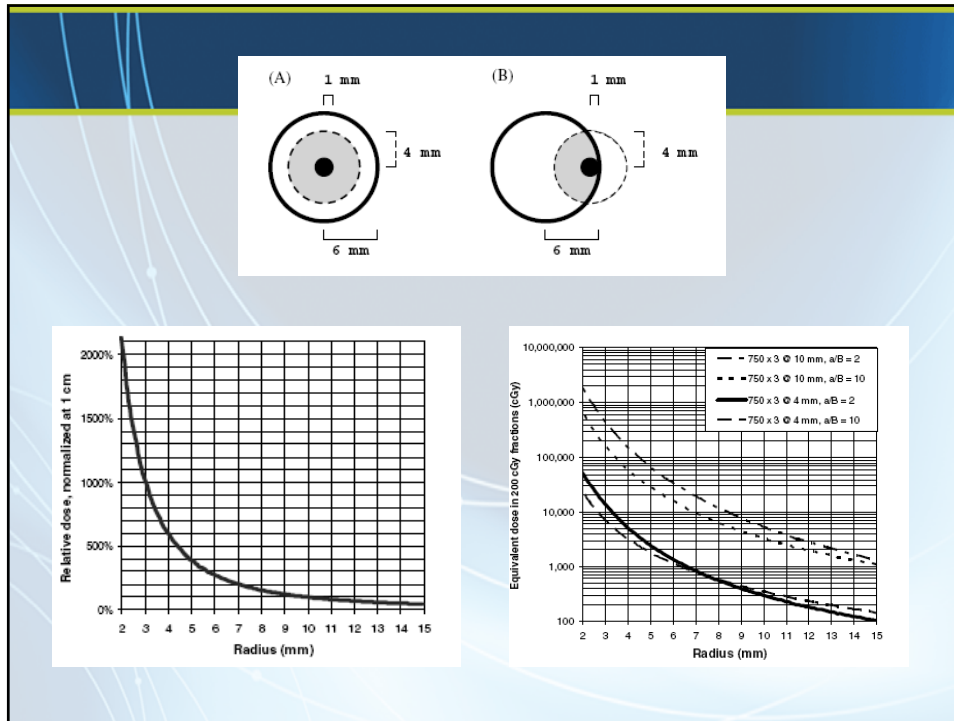 (A)
1 mm
4 mm
6 mm
(B)
1 mm
4 mm
6 mm
Relative dose, normalized at 1 cm
2000%
1500%
1000%
500%
0%
2 3 4 5 6 7 8 9 10 11 12 13 14 15
Radius (mm)
Equivalent dose in 200 cGy fractions (cGy)
10,000,000
1,000,000
100,000
10,000
1,000
100
750 x 3 @ 10 mm, a/B = 2
750 x 3 @ 10 mm, a/B = 10
750 x 3 @ 4 mm, a/B = 2
750 x 3 @ 4 mm, a/B = 10
2 3 4 5 6 7 8 9 10 11 12 13 14 15
Radius (mm)